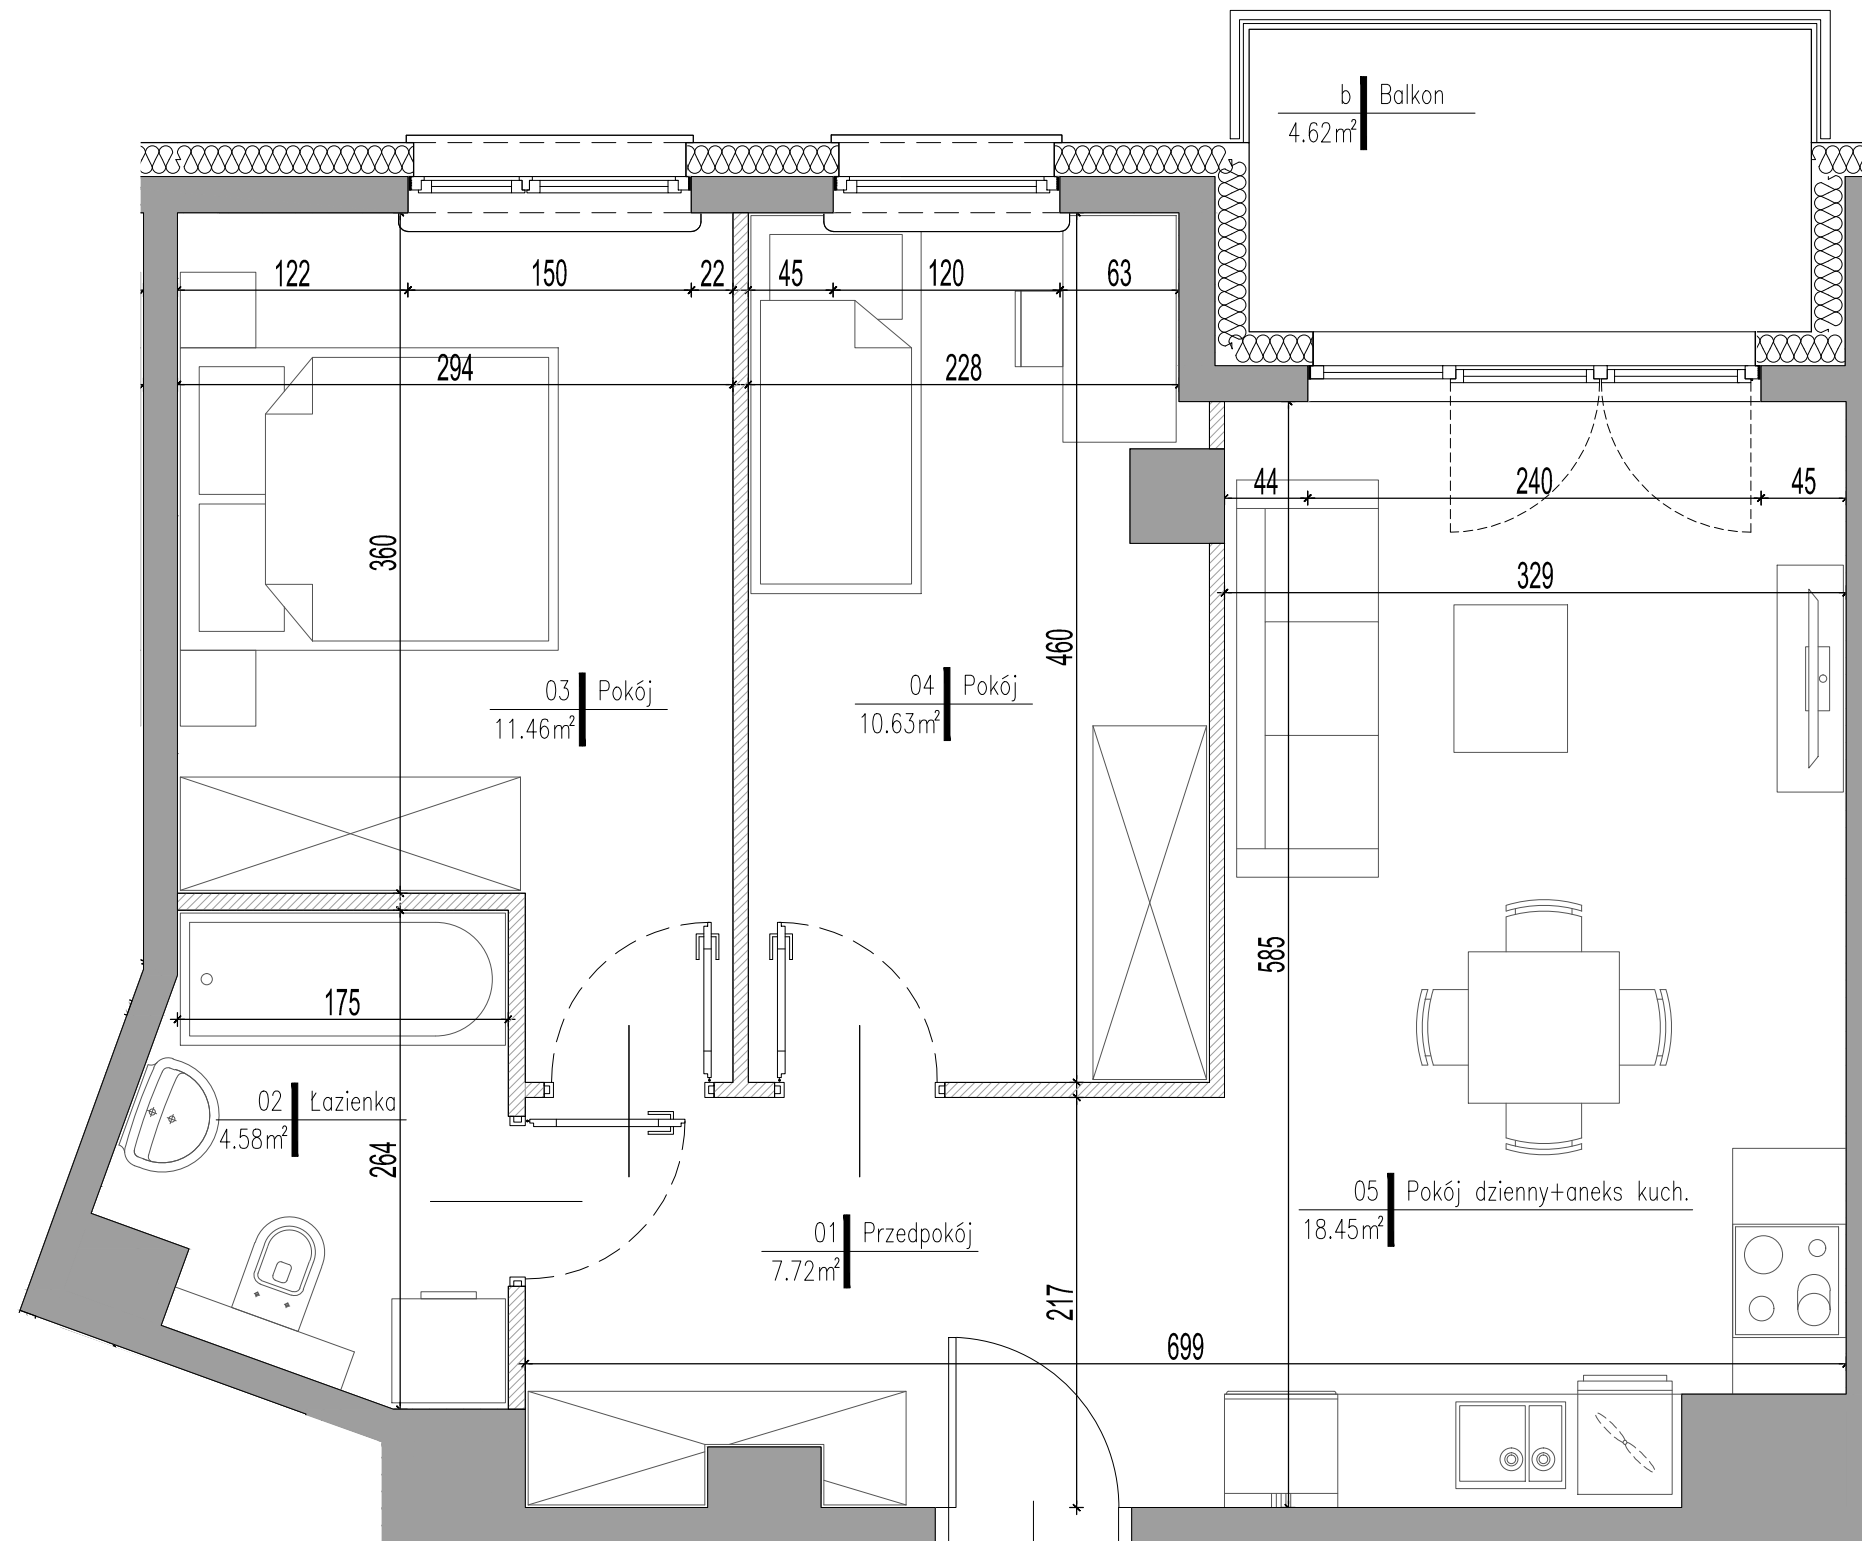 b Balkon
4.62m²
122 150 22 45 120 63
294 228
44 240 45
360
329
460
03 Pokój
11.46m²
04 Pokój
10.63m²
585
175
02 Łazienka
4.58m²
264
05 Pokój dzienny+aneks kuch.
18.45m²
01 Przedpokój
7.72m²
217
699